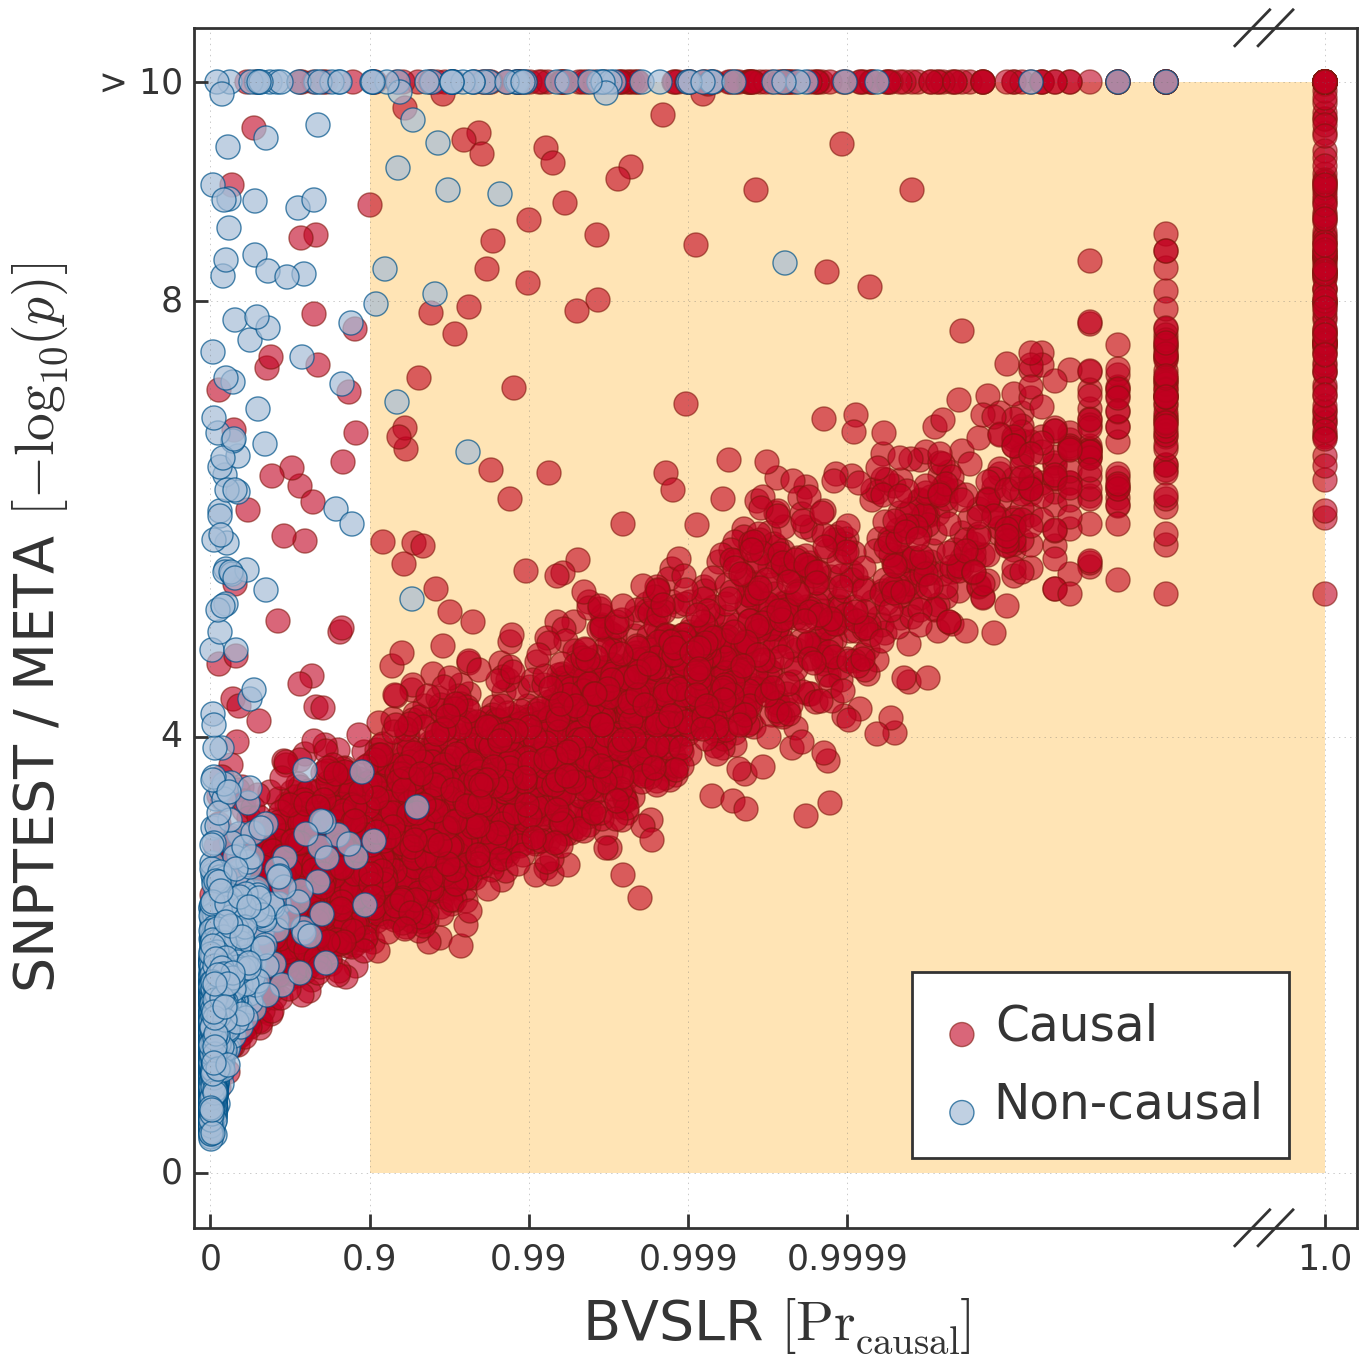 > 10
8
4
0
SNPTEST / META [−log10(p)]
Causal
Non-causal
0 0.9 0.99 0.999 0.9999 1.0
BVSLR [Prcausal]